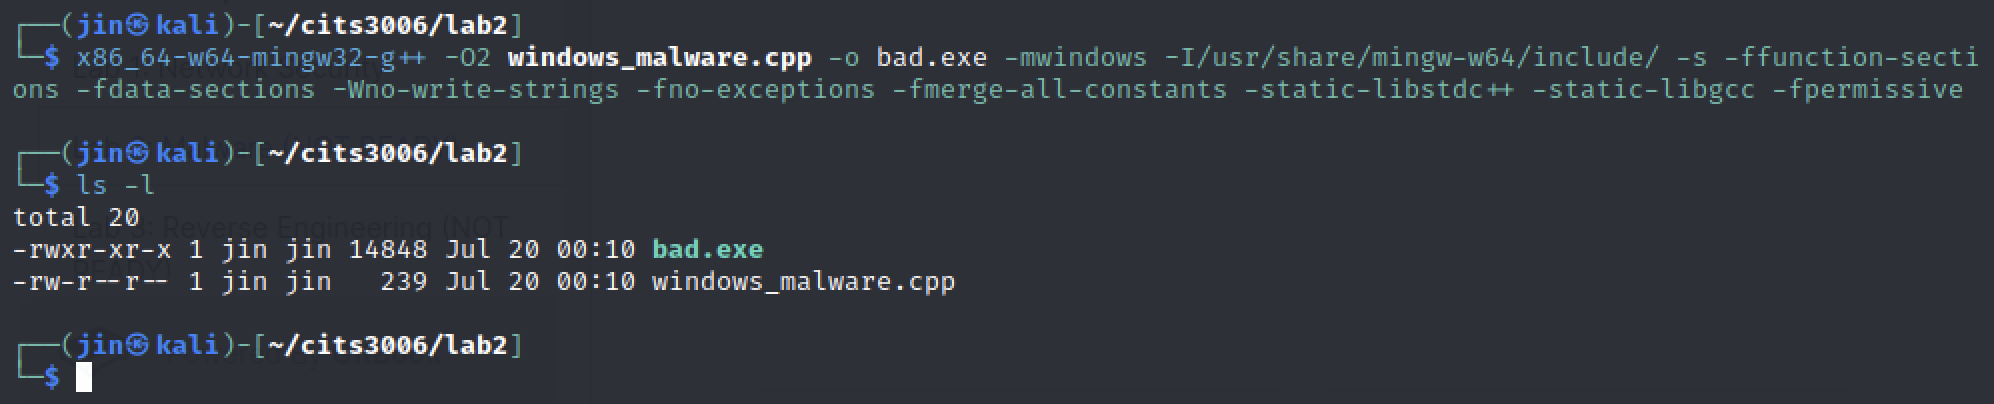 ┌──(jin㉿kali)-[~/cits3006/lab2]
└─$ x86_64-w64-mingw32-g++ -O2 windows_malware.cpp -o bad.exe -mwindows -I/usr/share/mingw-w64/include/ -s -ffunction-secti
ons -fdata-sections -Wno-write-strings -fno-exceptions -fmerge-all-constants -static-libstdc++ -static-libgcc -fpermissive
┌──(jin㉿kali)-[~/cits3006/lab2]
└─$ ls -l
total 20
-rwxr-xr-x 1 jin jin 14848 Jul 20 00:10 bad.exe
-rw-r--r-- 1 jin jin   239 Jul 20 00:10 windows_malware.cpp
┌──(jin㉿kali)-[~/cits3006/lab2]
└─$